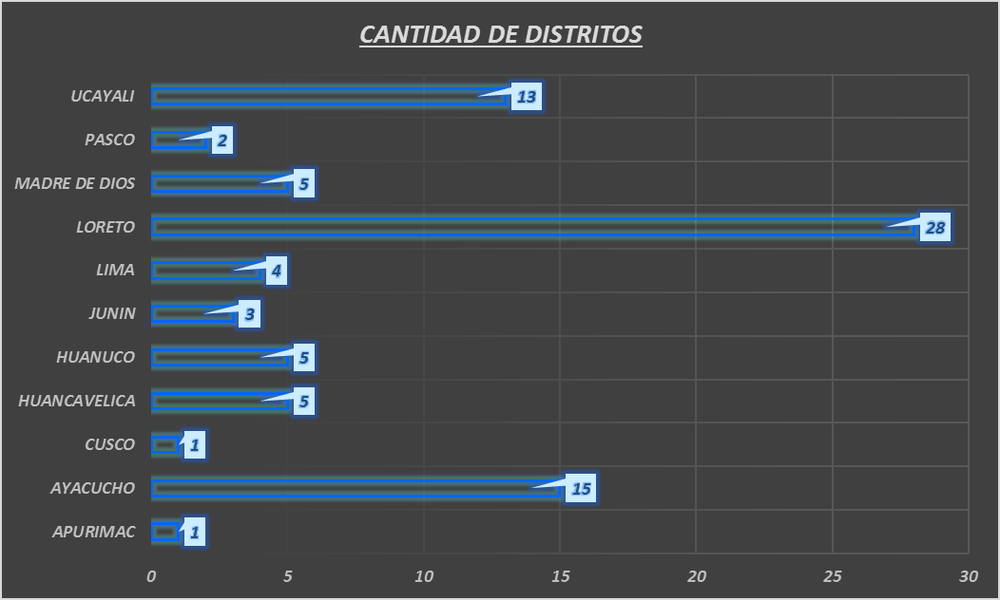 CANTIDAD DE DISTRITOS
UCAYALI 13
PASCO 2
MADRE DE DIOS 5
LORETO 28
LIMA 4
JUNIN 3
HUANUCO 5
HUANCAVELICA 5
CUSCO 1
AYACUCHO 15
APURIMAC 1
0 5 10 15 20 25 30